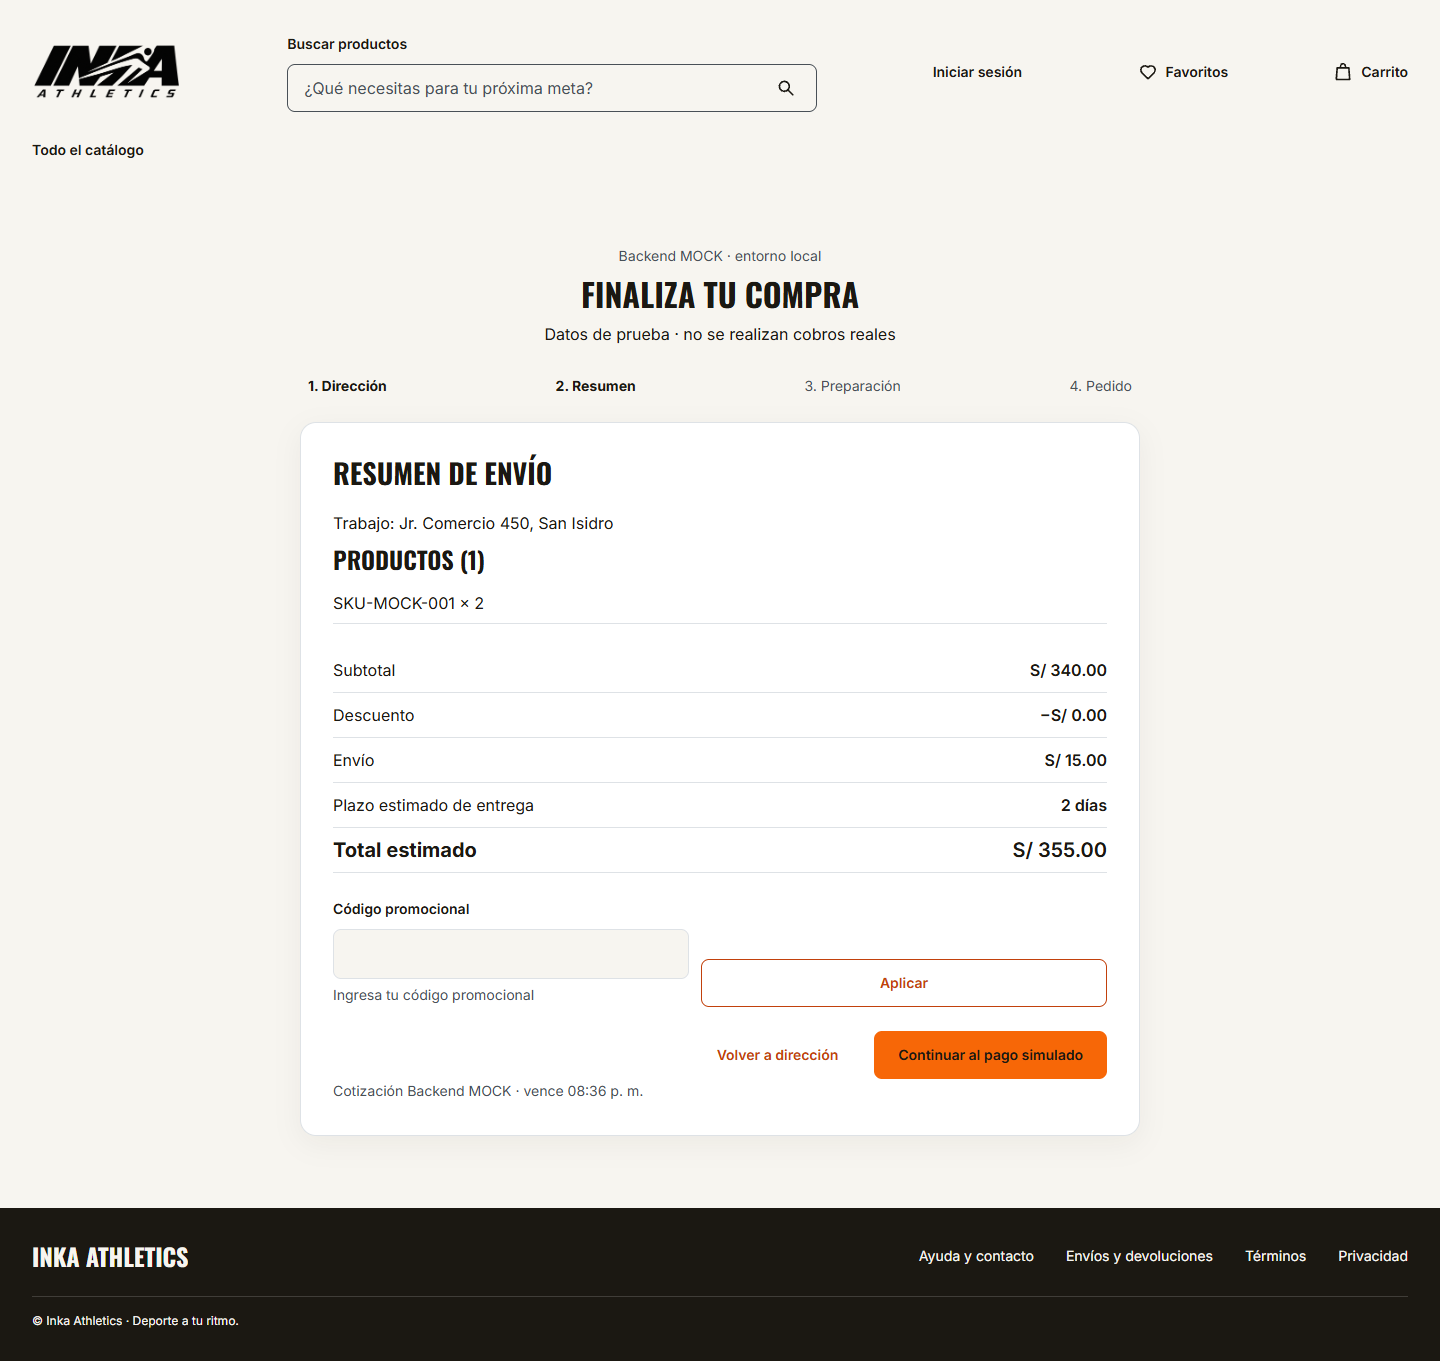 INKA
ATHLETICS
Buscar productos
¿Qué necesitas para tu próxima meta?
Iniciar sesión
Favoritos
Carrito
Todo el catálogo
Backend MOCK · entorno local
FINALIZA TU COMPRA
Datos de prueba · no se realizan cobros reales
1. Dirección
2. Resumen
3. Preparación
4. Pedido
RESUMEN DE ENVÍO
Trabajo: Jr. Comercio 450, San Isidro
PRODUCTOS (1)
SKU-MOCK-001 × 2
Subtotal S/ 340.00
Descuento −S/ 0.00
Envío S/ 15.00
Plazo estimado de entrega 2 días
Total estimado S/ 355.00
Código promocional
Ingresa tu código promocional
Aplicar
Volver a dirección
Continuar al pago simulado
Cotización Backend MOCK · vence 08:36 p. m.
INKA ATHLETICS
Ayuda y contacto
Envíos y devoluciones
Términos
Privacidad
© Inka Athletics · Deporte a tu ritmo.